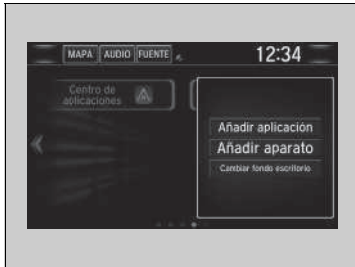 MAPA AUDIO FUENTE 12:34
Centro de
aplicaciones
Añadir aplicación
Añadir aparato
Cambiar fondo escritorio